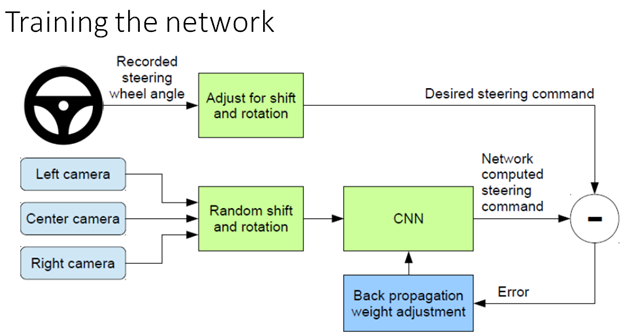 Training the network
Recorded
steering
wheel angle
Adjust for shift
and rotation
Desired steering command
Left camera
Center camera
Right camera
Random shift
and rotation
CNN
Network
computed
steering
command
-
Back propagation
weight adjustment
Error